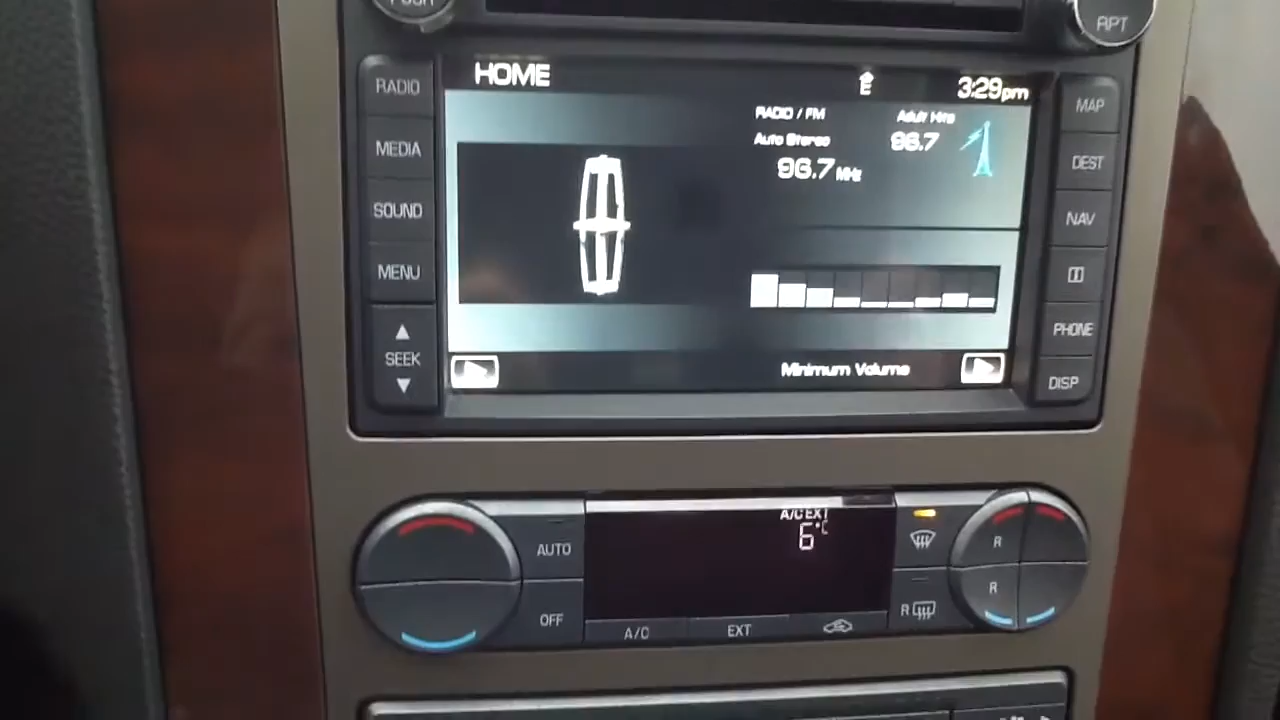 PUSH
RPT
RADIO
MEDIA
SOUND
MENU
SEEK
HOME
E
3:29pm
RADIO / FM
Adult Hits
Auto Stereo
96.7
96.7 MHz
Minimum Volume
MAP
DEST
NAV
PHONE
DISP
AUTO
OFF
A/C EXT
6°C
A/C
EXT
R
R
R